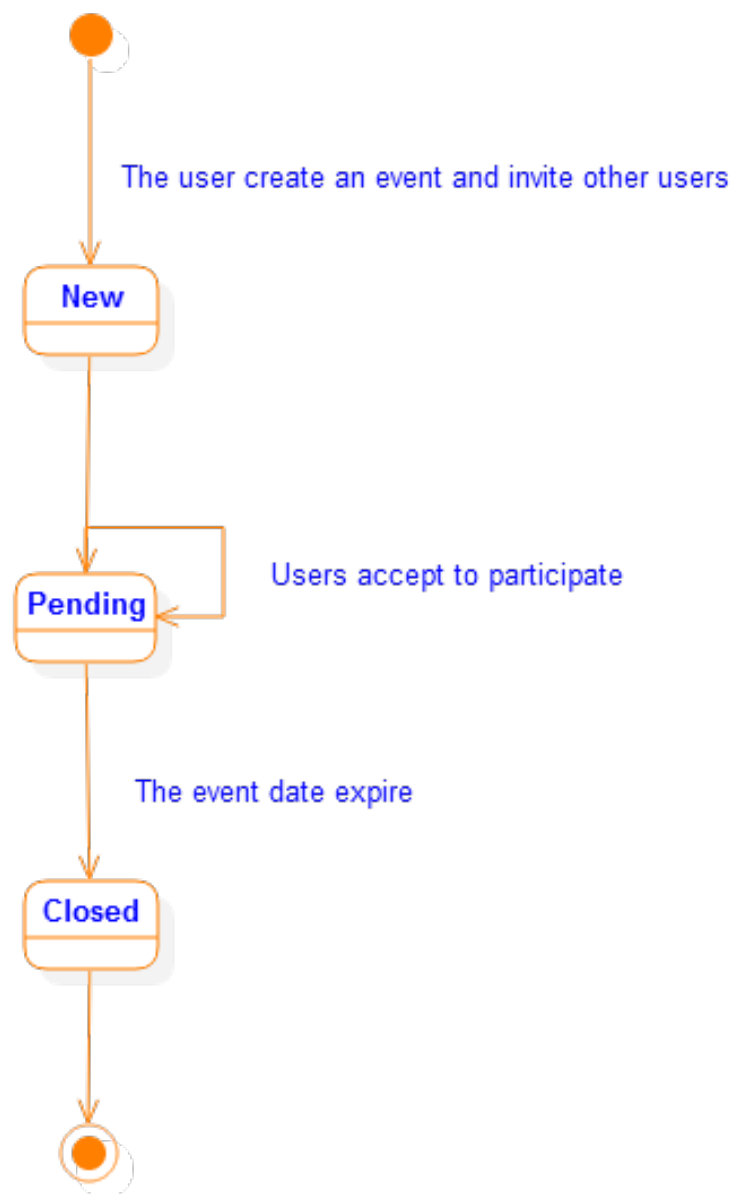 The user create an event and invite other users
New
Users accept to participate
Pending
The event date expire
Closed